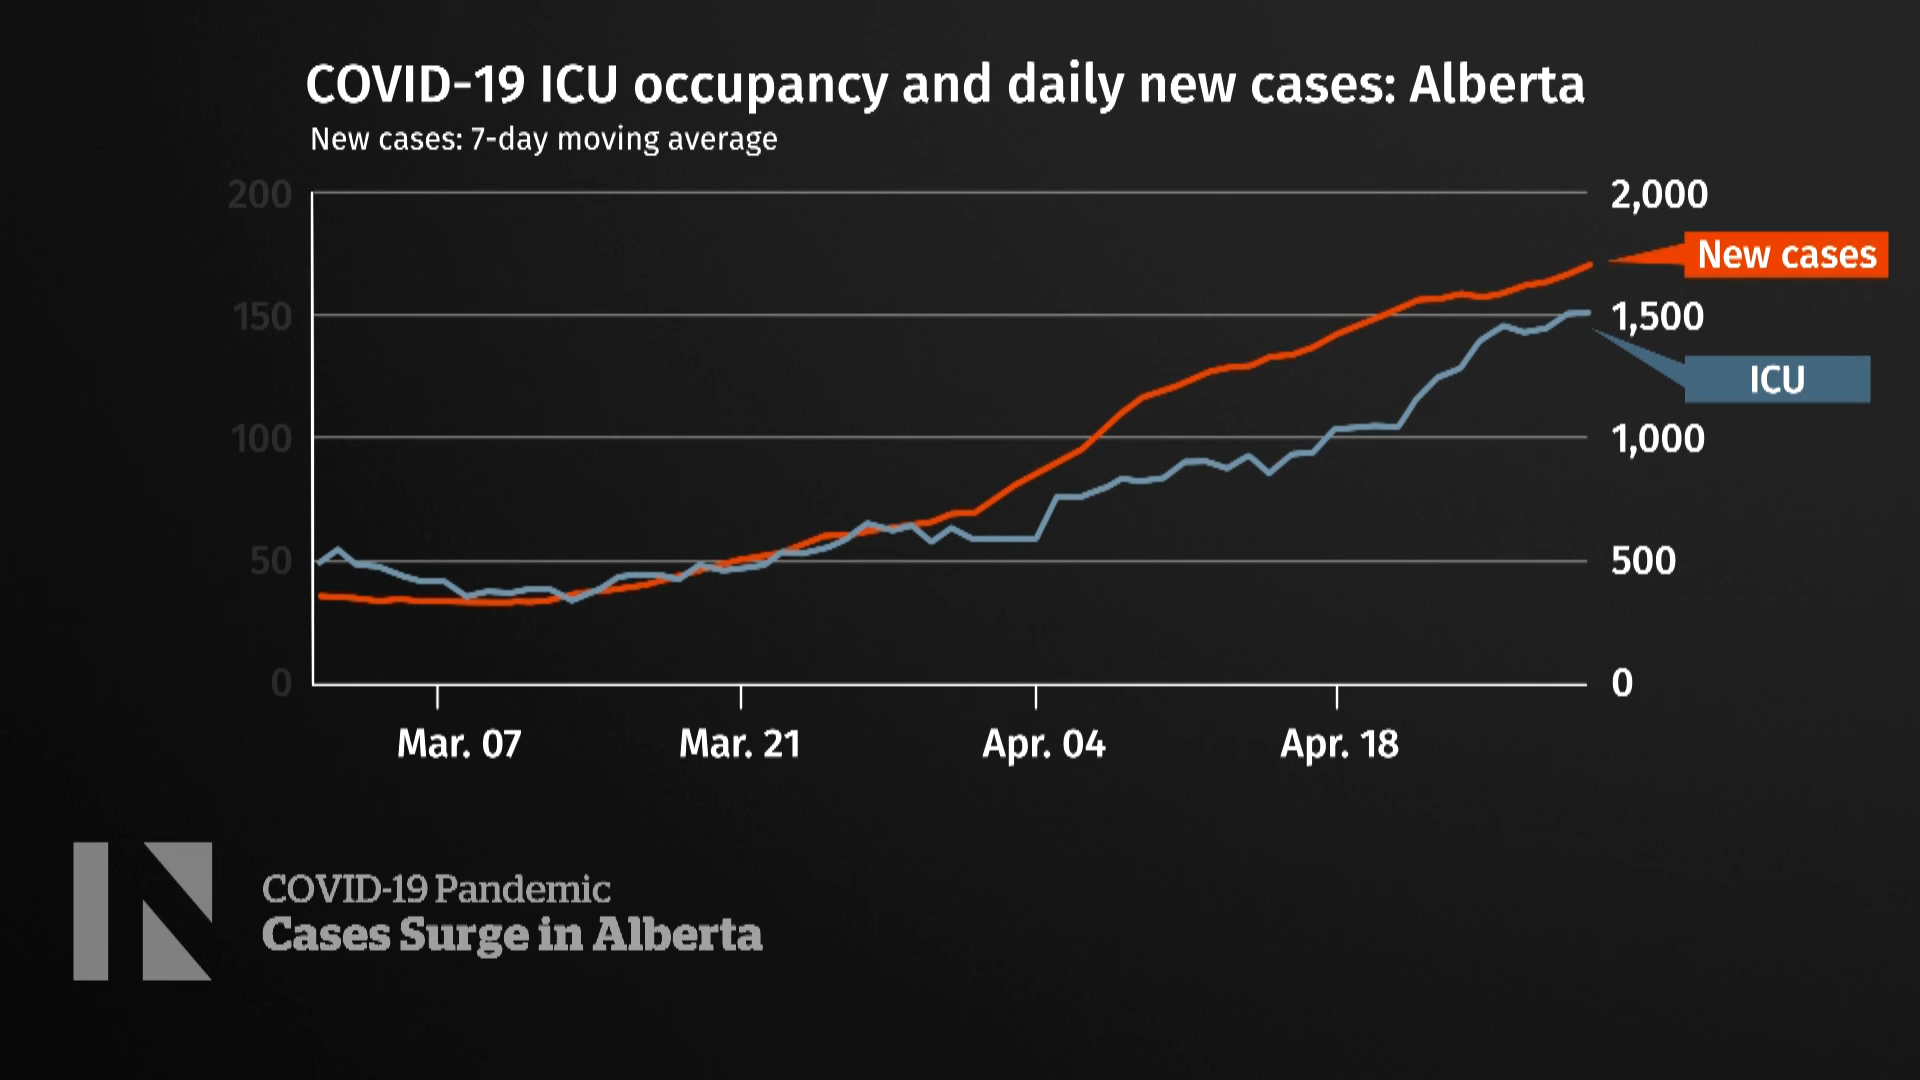 COVID-19 ICU occupancy and daily new cases: Alberta
New cases: 7-day moving average
200
2,000
New cases
150
1,500
ICU
100
1,000
50
500
0
0
Mar. 07
Mar. 21
Apr. 04
Apr. 18
COVID-19 Pandemic
Cases Surge in Alberta